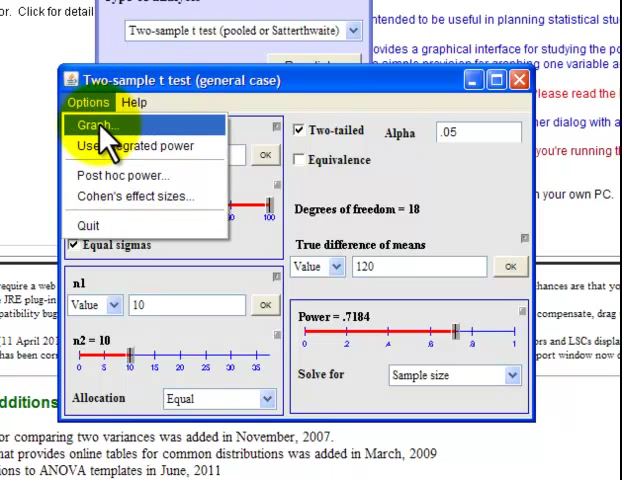 or. Click for detail
Two-sample t test (pooled or Satterthwaite)
ntended to be useful in planning statistical stu
ovides a graphical interface for studying the po
simple provision for graphing one variable a
Please read the
her dialog with a
you're running th
your own PC.
Two-sample t test (general case)
Options Help
Graph...
Use integrated power
Post hoc power...
Cohen's effect sizes...
Quit
OK
100
Equal sigmas
Two-tailed Alpha .05
Equivalence
Degrees of freedom = 18
True difference of means
Value 120 OK
n1
Value 10 OK
n2 = 10
0 5 10 15 20 25 30 35
Allocation Equal
Power = .7184
0 .2 .4 .6 .8 1
Solve for Sample size
require a web
e JRE plug-in
patibility bug
[11 April 201
has been corr
hances are that you
compensate, drag
ors and LSCs displa
port window now c
dditions
or comparing two variances was added in November, 2007.
hat provides online tables for common distributions was added in March, 2009
ions to ANOVA templates in June, 2011